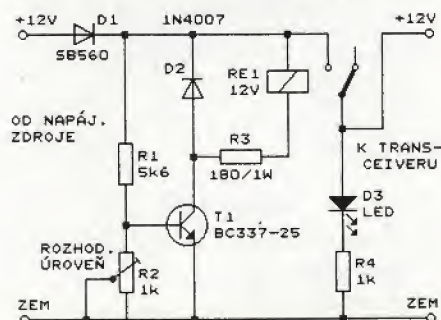 +12V
D1
SB560
1N4007
+12V
D2
RE1
12V
OD NAPÁJ.
ZDROJE
R1
5k6
R3
180/1W
K TRANS-
CEIVERU
D3
LED
T1
BC337-25
ROZHOD.
ÚROVEŇ
R2
1k
R4
1k
ZEM
ZEM